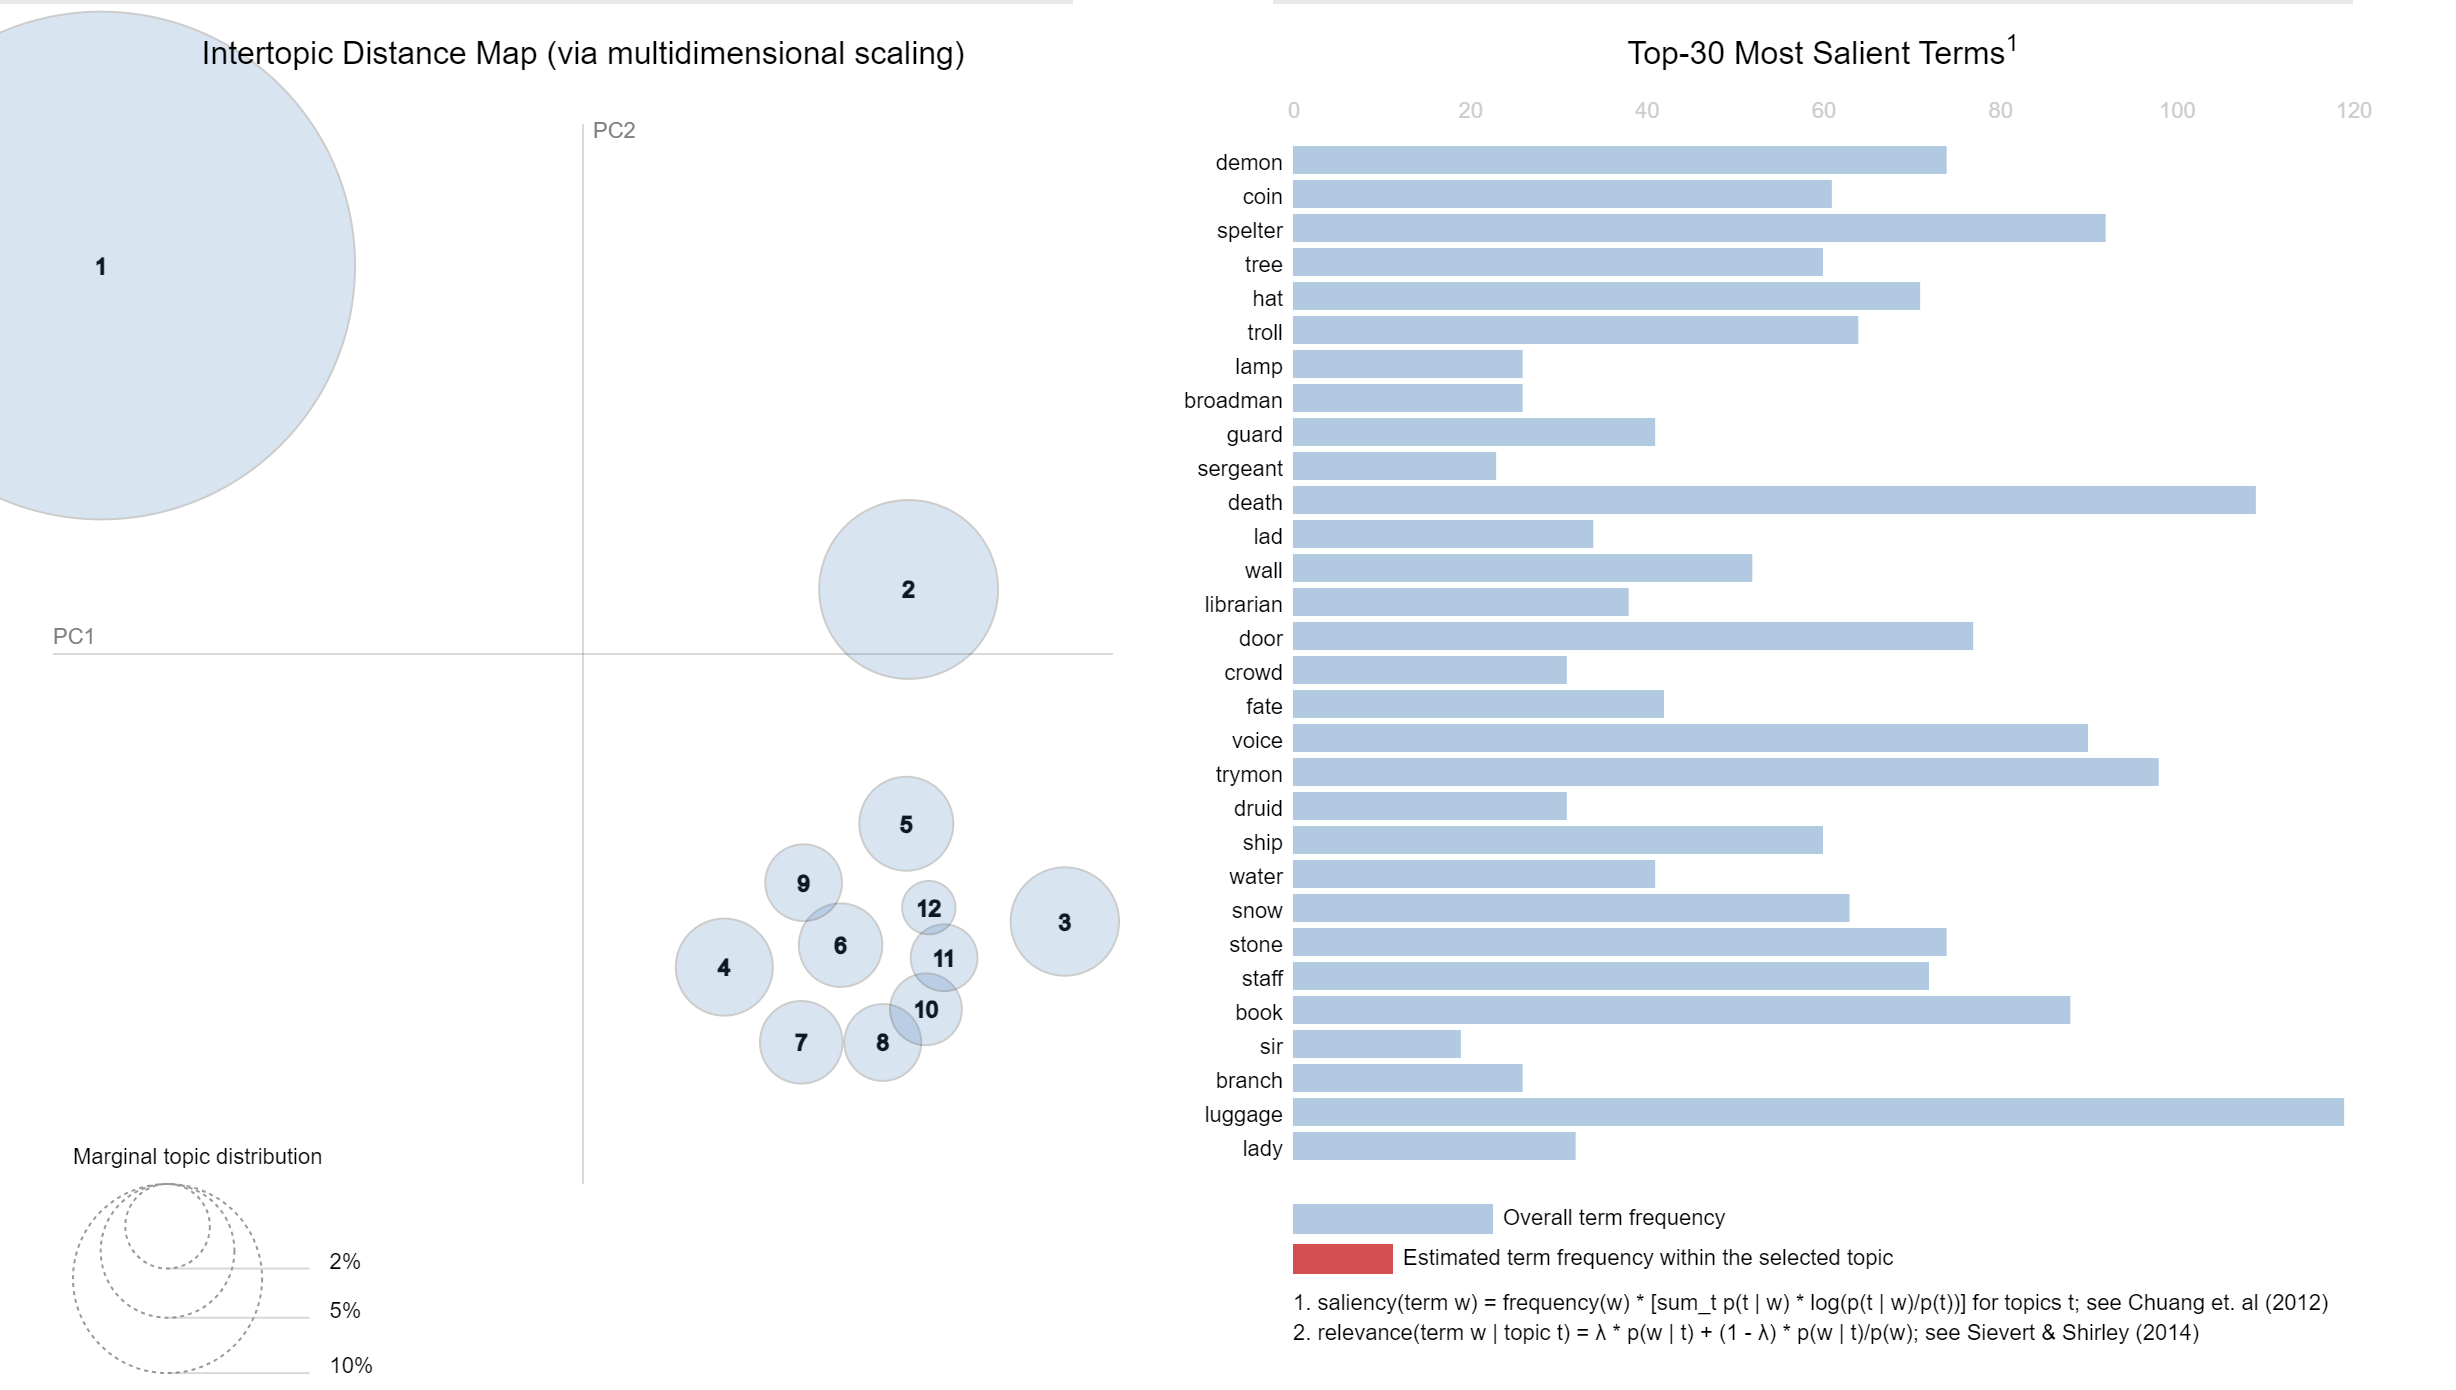 Intertopic Distance Map (via multidimensional scaling)
PC2
PC1
1
2
5
9
12
3
6
11
4
10
7
8
Marginal topic distribution
2%
5%
10%
Top-30 Most Salient Terms1
0 20 40 60 80 100 120
demon
coin
spelter
tree
hat
troll
lamp
broadman
guard
sergeant
death
lad
wall
librarian
door
crowd
fate
voice
trymon
druid
ship
water
snow
stone
staff
book
sir
branch
luggage
lady
Overall term frequency
Estimated term frequency within the selected topic
1. saliency(term w) = frequency(w) * [sum_t p(t | w) * log(p(t | w)/p(t))] for topics t; see Chuang et. al (2012)
2. relevance(term w | topic t) = λ * p(w | t) + (1 - λ) * p(w | t)/p(w); see Sievert & Shirley (2014)